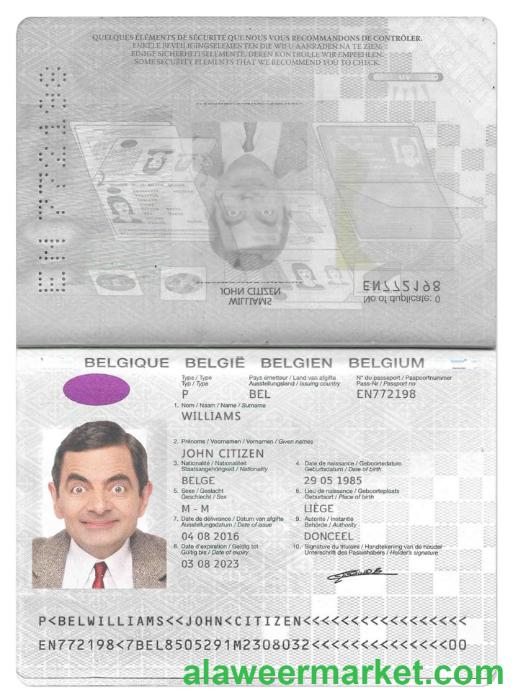 QUELQUES ÉLÉMENTS DE SÉCURITÉ QUE NOUS VOUS RECOMMANDONS DE CONTRÔLER.
ENKELE BEVEILIGINGSELEMENTEN DIE WIJ U AANRADEN NA TE ZIEN.
EINIGE SICHERHEITSELEMENTE, DEREN KONTROLLE WIR EMPFEHLEN.
SOME SECURITY ELEMENTS THAT WE RECOMMEND YOU TO CHECK.
UV
EN772198
No of duplicate: 0
EN772198
JOHN CITIZEN
WILLIAMS
BELGIQUE BELGIË BELGIEN BELGIUM
Type / Type Pays émetteur / Land van afgifte N° du passeport / Paspoortnummer
Typ / Type Ausstellungsland / Issuing country Pass-Nr / Passport no
P BEL EN772198
1. Nom / Naam / Name / Surname
WILLIAMS
2. Prénoms / Voornamen / Vornamen / Given names
JOHN CITIZEN
3. Nationalité / Nationaliteit 4. Date de naissance / Geboortedatum
Staatsangehörigkeit / Nationality Geburtsdatum / Date of birth
BELGE 29 05 1985
5. Sexe / Geslacht 6. Lieu de naissance / Geboorteplaats
Geschlecht / Sex Geburtsort / Place of birth
M - M LIÈGE
7. Date de délivrance / Datum van afgifte 9. Autorité / Instantie
Ausstellungsdatum / Date of issue Behörde / Authority
04 08 2016 DONCEEL
8. Date d'expiration / Geldig tot 10. Signature du titulaire / Handtekening van de houder
Gültig bis / Date of expiry Unterschrift des Passinhabers / Holder's signature
03 08 2023
P<BELWILLIAMS<<JOHN<CITIZEN<<<<<<<<<<<<<<<<<
EN772198<7BEL8505291M2308032<<<<<<<<<<<<<<00
alaweermarket.com